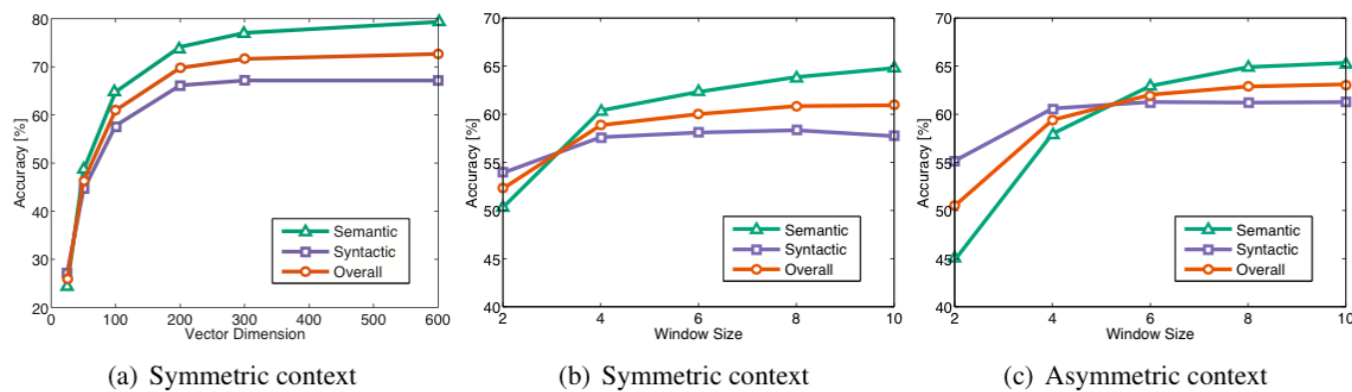 80
70
60
50
40
30
20
Accuracy [%]
0 100 200 300 400 500 600
Vector Dimension
Semantic
Syntactic
Overall
(a) Symmetric context
70
65
60
55
50
45
40
Accuracy [%]
2 4 6 8 10
Window Size
Semantic
Syntactic
Overall
(b) Symmetric context
70
65
60
55
50
45
40
Accuracy [%]
2 4 6 8 10
Window Size
Semantic
Syntactic
Overall
(c) Asymmetric context